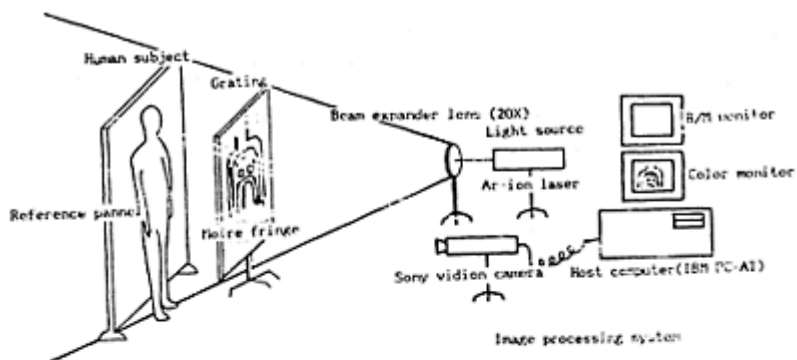 Human subject
Grating
Beam expander lens (20X)
Light source
B/M monitor
Ar-ion laser
Color monitor
Reference pannel
Moire fringe
Sony vidion camera
Host computer(IBM PC-AI)
Image processing system